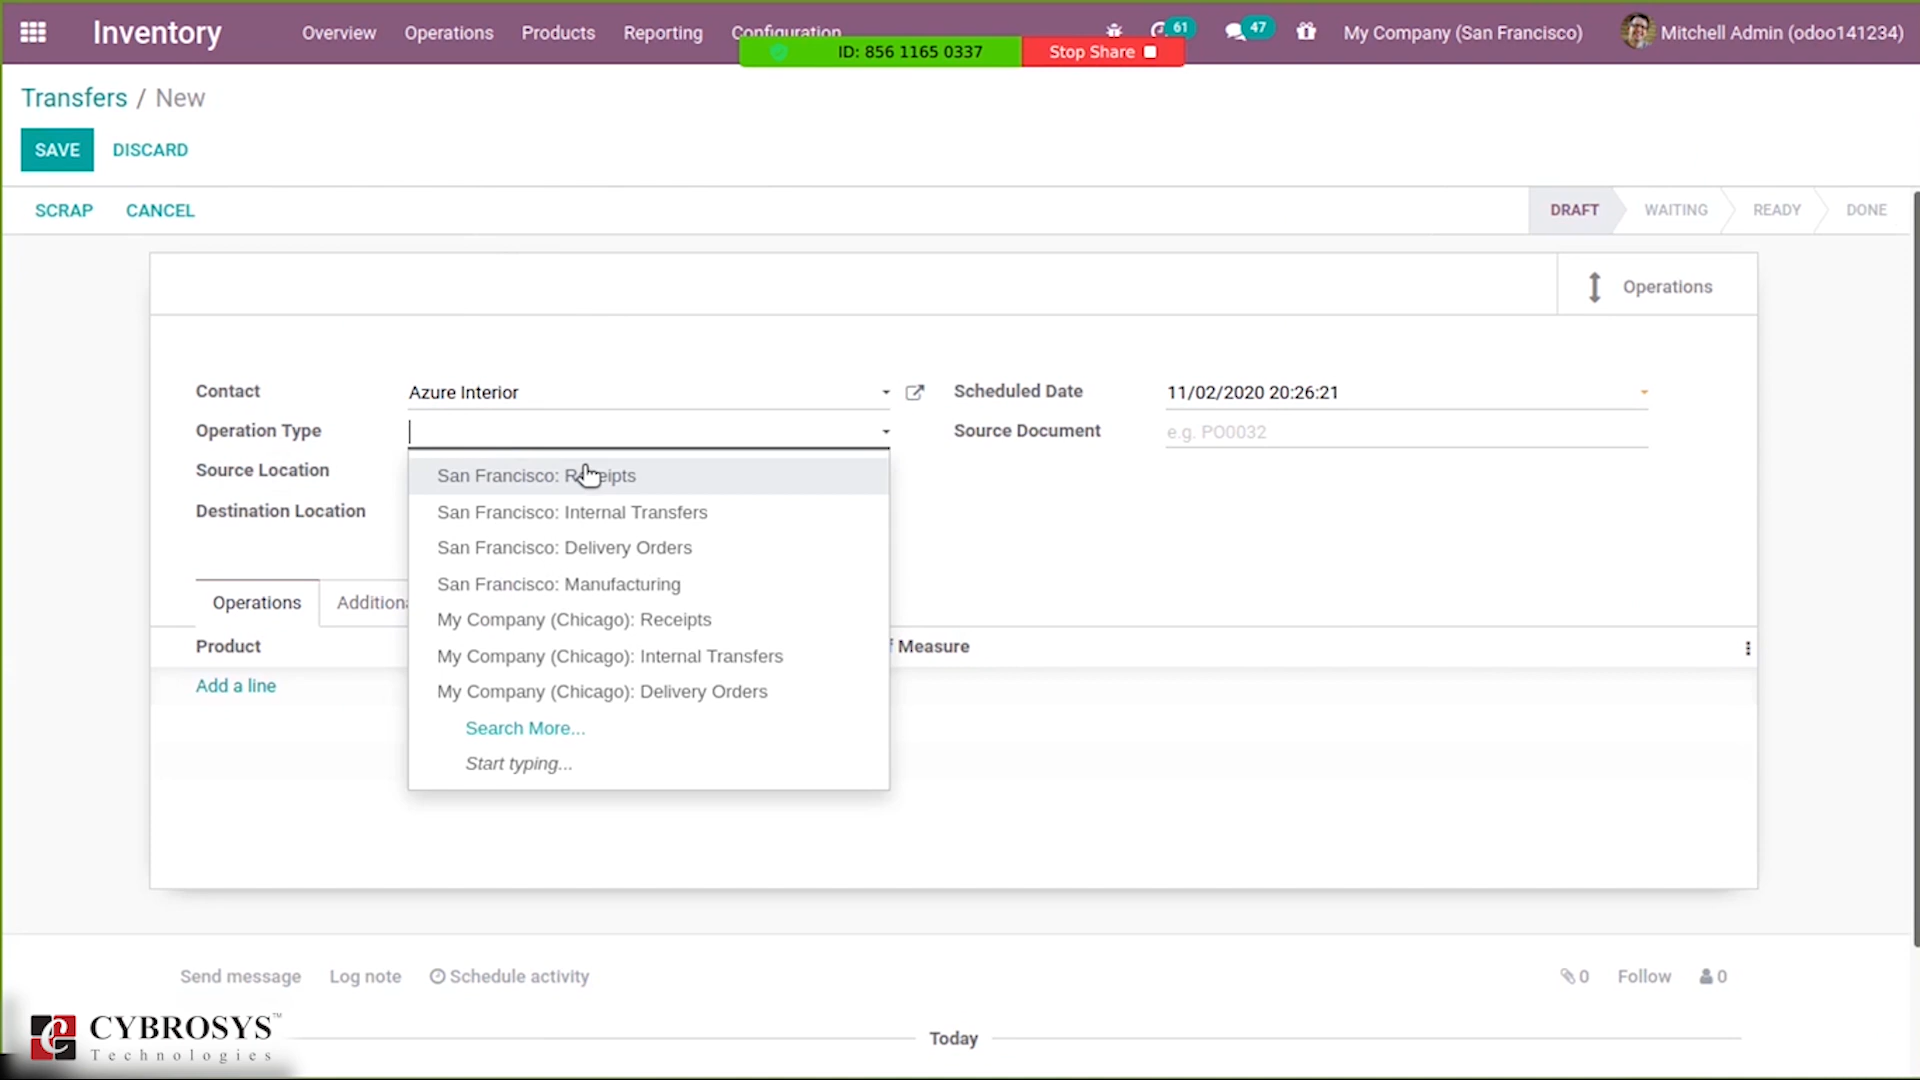 Inventory
Overview Operations Products Reporting Configuration
61 47 My Company (San Francisco) Mitchell Admin (odoo141234)
ID: 856 1165 0337 Stop Share
Transfers / New
SAVE DISCARD
SCRAP CANCEL DRAFT WAITING READY DONE
Operations
Contact Azure Interior Scheduled Date 11/02/2020 20:26:21
Operation Type Source Document e.g. PO0032
Source Location
Destination Location
San Francisco: Receipts
San Francisco: Internal Transfers
San Francisco: Delivery Orders
San Francisco: Manufacturing
My Company (Chicago): Receipts
My Company (Chicago): Internal Transfers
My Company (Chicago): Delivery Orders
Search More...
Start typing...
Operations Additiona
Product Measure
Add a line
Send message Log note Schedule activity 0 Follow 0
Today
CYBROSYS™
Technologies